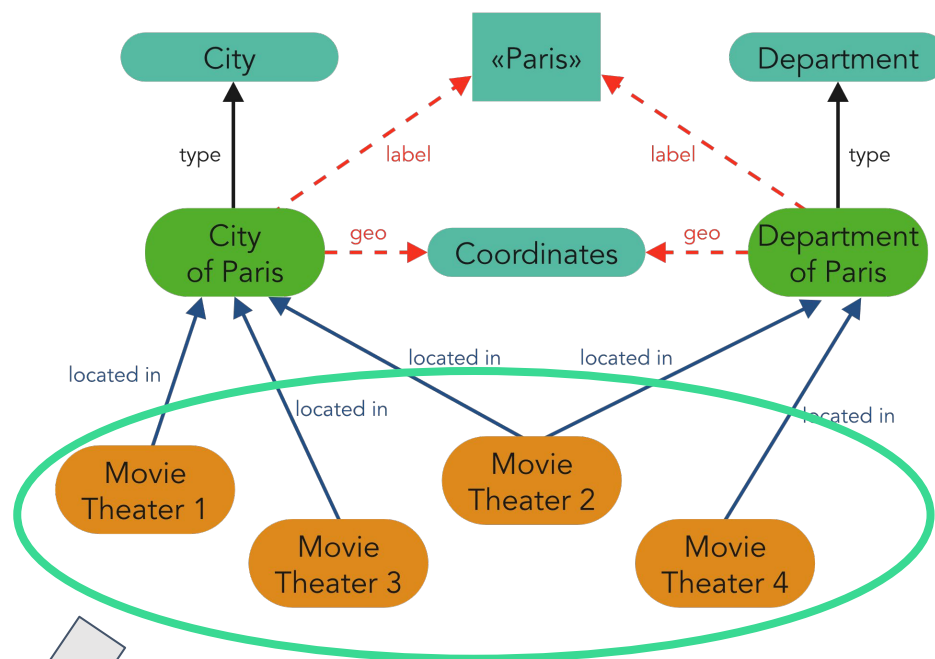 City
«Paris»
Department
type
label
label
type
City
of Paris
geo
Coordinates
geo
Department
of Paris
located in
located in
located in
located in
located in
Movie
Theater 1
Movie
Theater 2
Movie
Theater 3
Movie
Theater 4